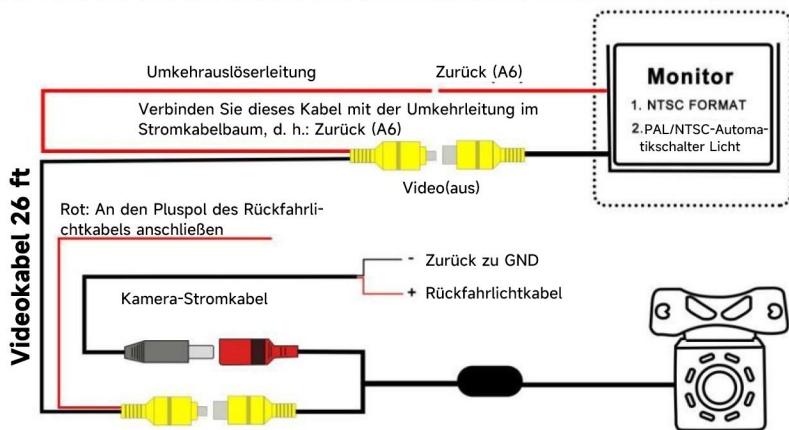 Umkehrauslöserleitung
Zurück (A6)
Monitor
1. NTSC FORMAT
2.PAL/NTSC-Automa-
tikschalter Licht
Verbinden Sie dieses Kabel mit der Umkehrleitung im
Stromkabelbaum, d. h.: Zurück (A6)
Video(aus)
Videokabel 26 ft
Rot: An den Pluspol des Rückfahrli-
chtkabels anschließen
- Zurück zu GND
+ Rückfahrlichtkabel
Kamera-Stromkabel